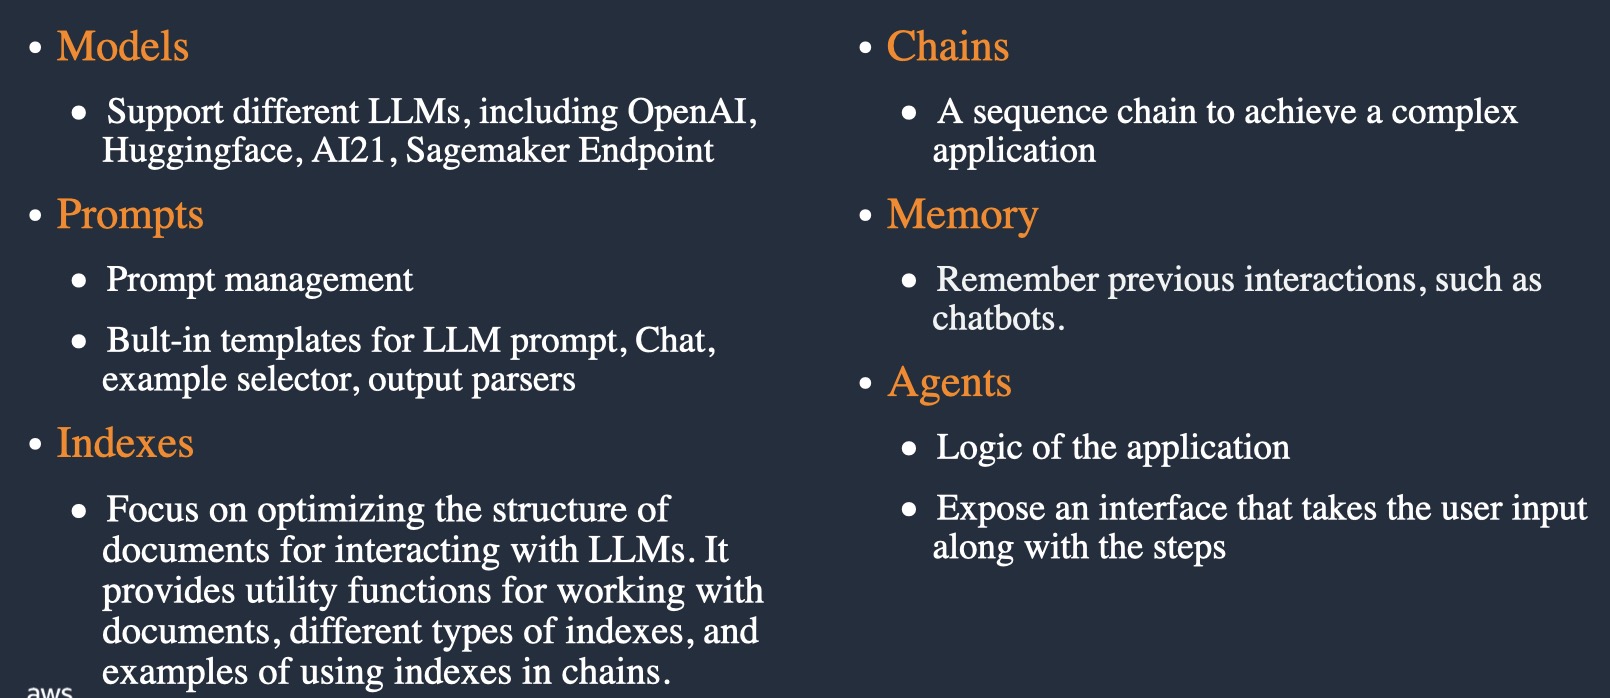 • Models
• Support different LLMs, including OpenAI,
Huggingface, AI21, Sagemaker Endpoint
• Prompts
• Prompt management
• Bult-in templates for LLM prompt, Chat,
example selector, output parsers
• Indexes
• Focus on optimizing the structure of
documents for interacting with LLMs. It
provides utility functions for working with
documents, different types of indexes, and
examples of using indexes in chains.
• Chains
• A sequence chain to achieve a complex
application
• Memory
• Remember previous interactions, such as
chatbots.
• Agents
• Logic of the application
• Expose an interface that takes the user input
along with the steps
aws